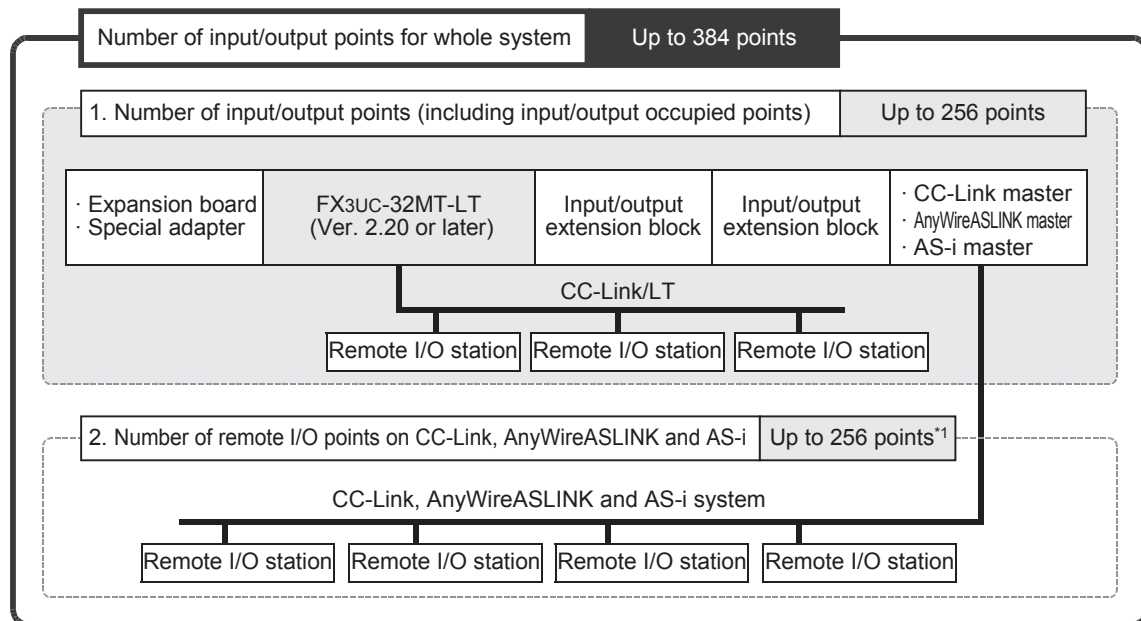 Number of input/output points for whole system Up to 384 points
1. Number of input/output points (including input/output occupied points) Up to 256 points
· Expansion board
· Special adapter
FX3UC-32MT-LT
(Ver. 2.20 or later)
Input/output
extension block
Input/output
extension block
· CC-Link master
· AnyWireASLINK master
· AS-i master
CC-Link/LT
Remote I/O station Remote I/O station Remote I/O station
2. Number of remote I/O points on CC-Link, AnyWireASLINK and AS-i Up to 256 points*1
CC-Link, AnyWireASLINK and AS-i system
Remote I/O station Remote I/O station Remote I/O station Remote I/O station